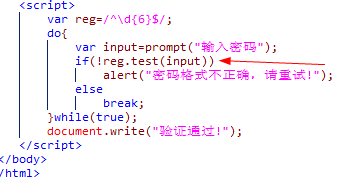 <script>
var reg=/^\d{6}$/;
do{
var input=prompt("输入密码");
if(!reg.test(input))
alert("密码格式不正确，请重试!");
else
break;
}while(true);
document.write("验证通过!");
</script>
</body>
/html>